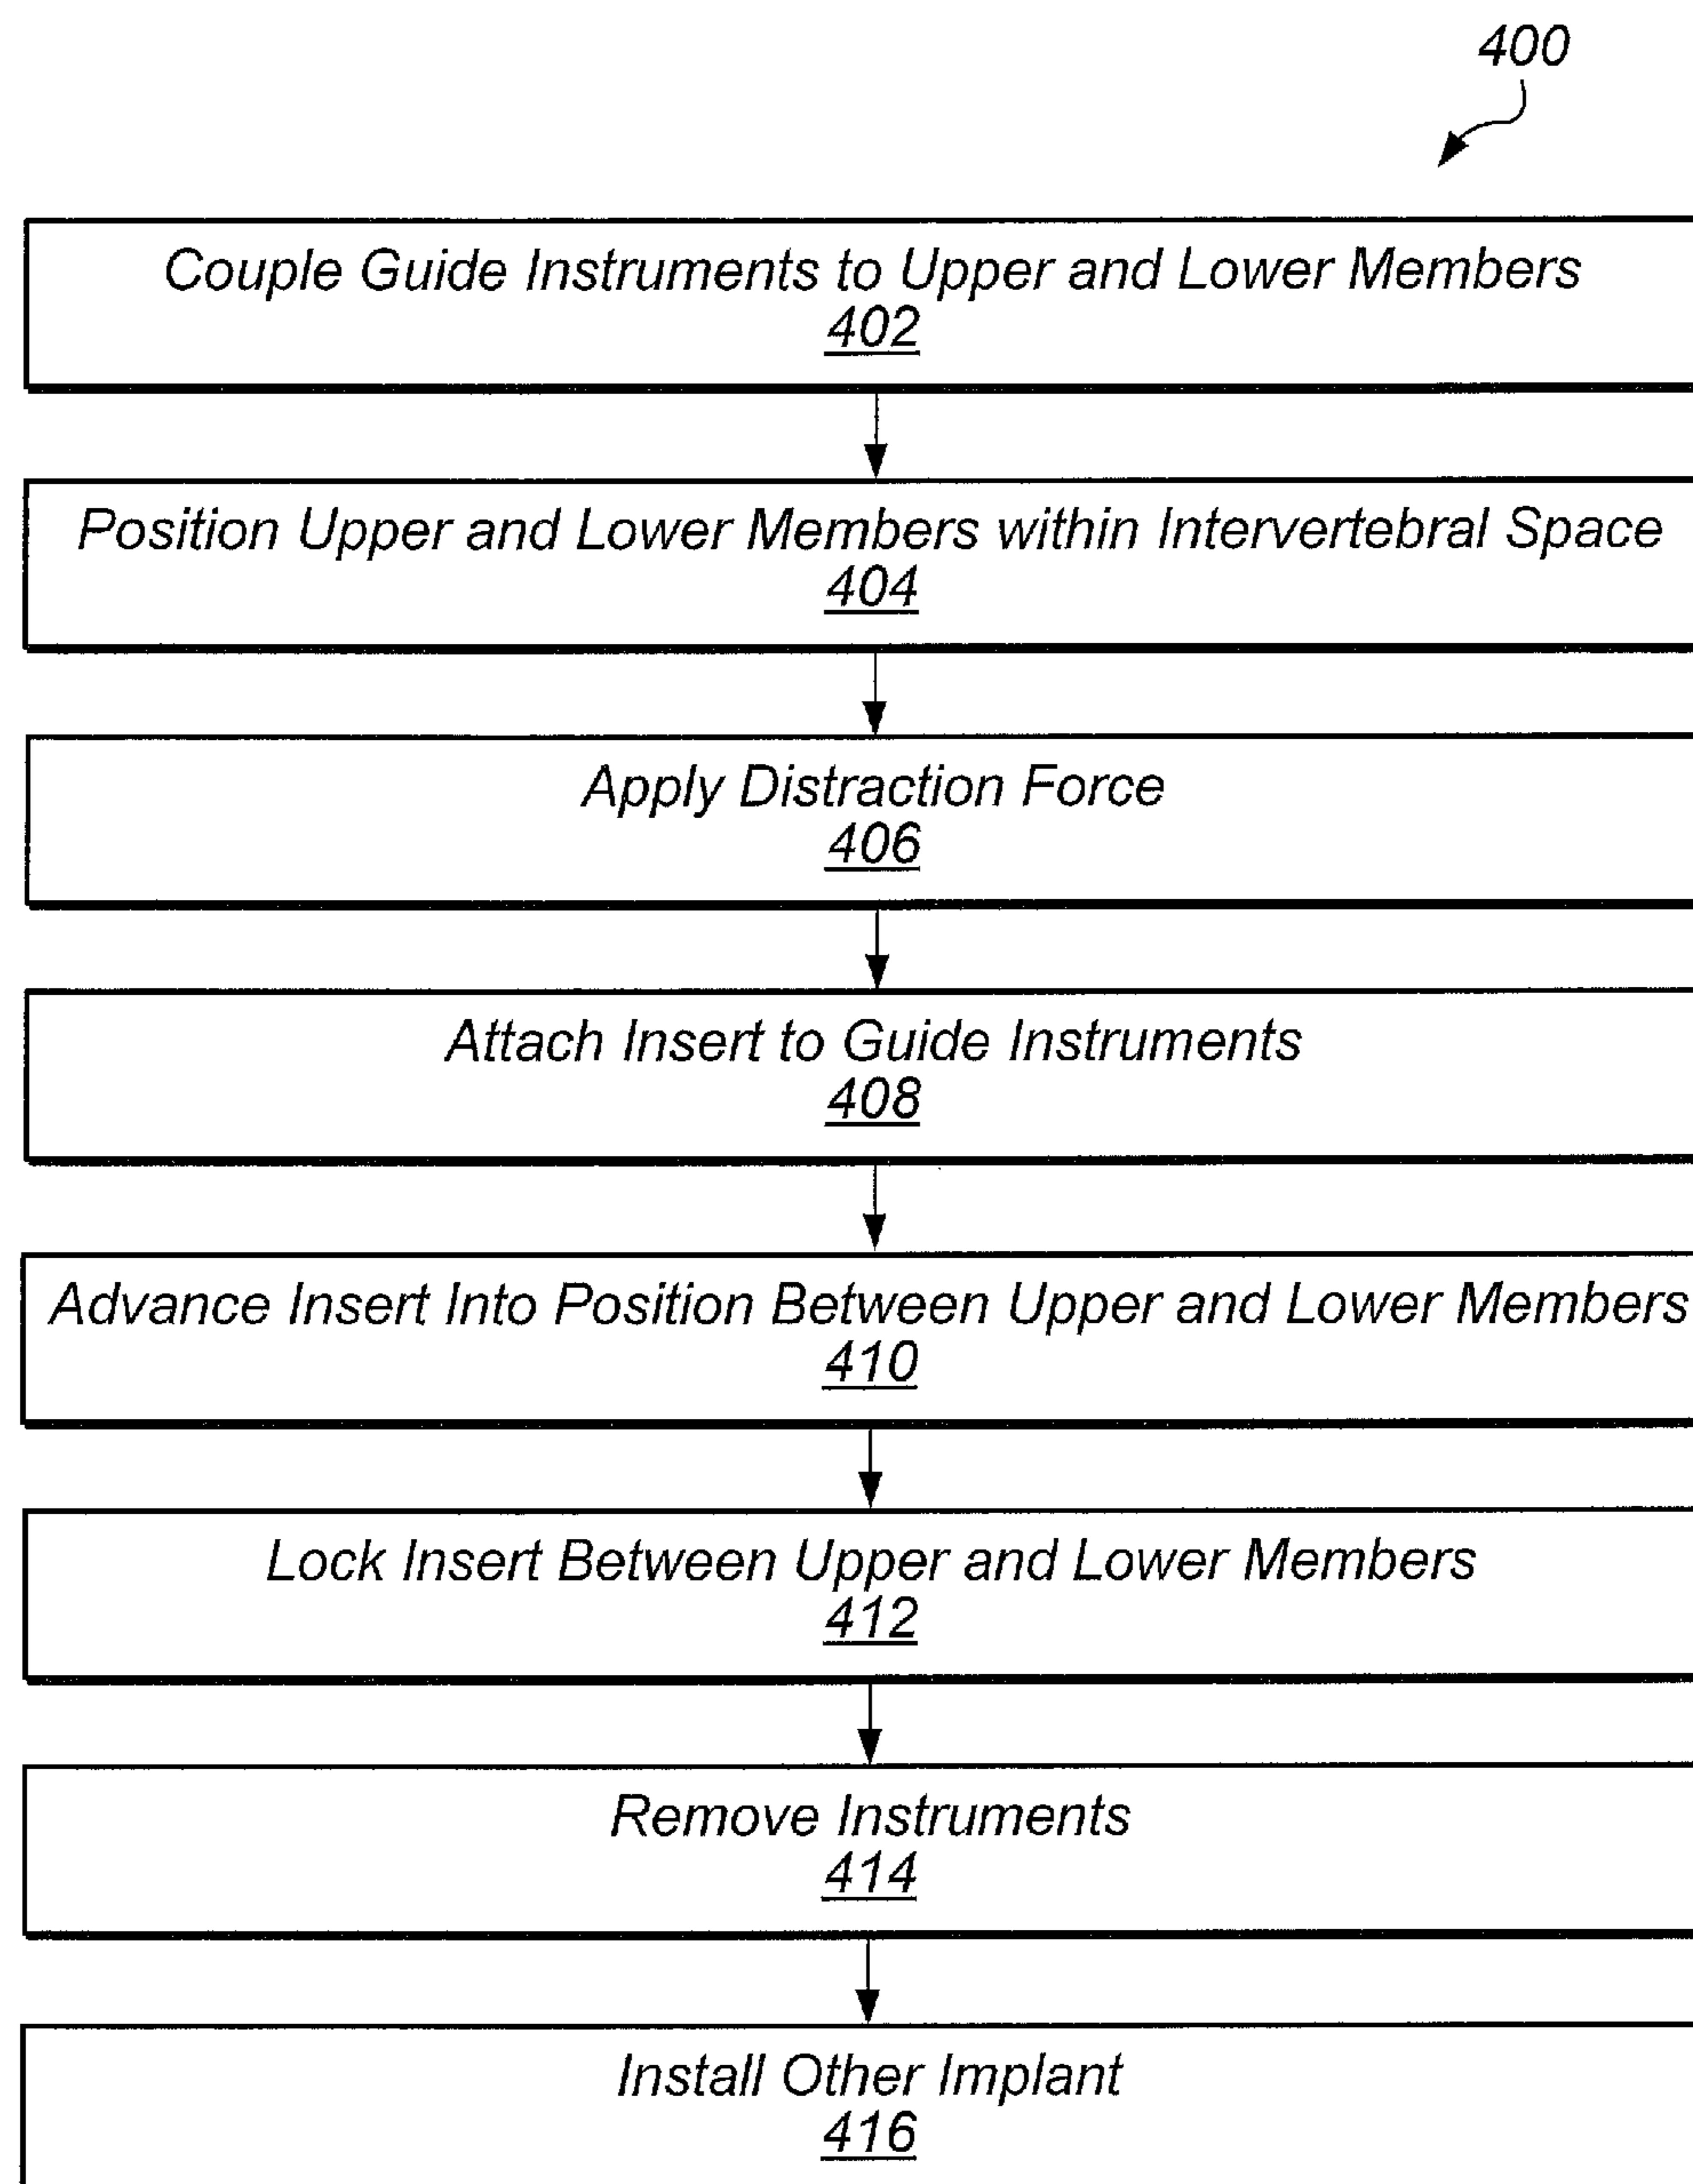 400
Couple Guide Instruments to Upper and Lower Members
402
Position Upper and Lower Members within Intervertebral Space
404
Apply Distraction Force
406
Attach Insert to Guide Instruments
408
Advance Insert Into Position Between Upper and Lower Members
410
Lock Insert Between Upper and Lower Members
412
Remove Instruments
414
Install Other Implant
416